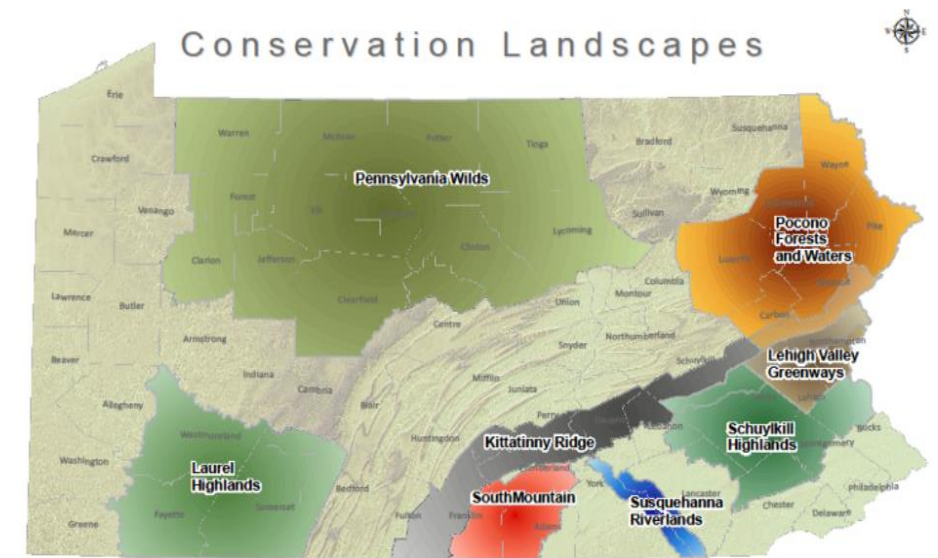 Conservation Landscapes
N
W E
S
Erie
Warren
McKean
Potter
Tioga
Bradford
Susquehanna
Wayne
Crawford
Pennsylvania Wilds
Forest
Elk
Venango
Wyoming
Sullivan
Mercer
Clinton
Lycoming
Pocono
Forests
and Waters
Pike
Clarion
Jefferson
Luzerne
Columbia
Montour
Lawrence
Butler
Clearfield
Union
Carbon
Centre
Northumberland
Armstrong
Snyder
Northampton
Beaver
Schuylkill
Lehigh Valley
Greenways
Indiana
Mifflin
Cambria
Juniata
Blair
Allegheny
Lehigh
Perry
Lebanon
Bucks
Westmoreland
Huntingdon
Kittatinny Ridge
Schuylkill
Highlands
Montgomery
Washington
Laurel
Highlands
Cumberland
Bedford
York
Lancaster
Philadelphia
SouthMountain
Susquehanna
Riverlands
Chester
Delaware
Fayette
Somerset
Fulton
Franklin
Adams
Greene